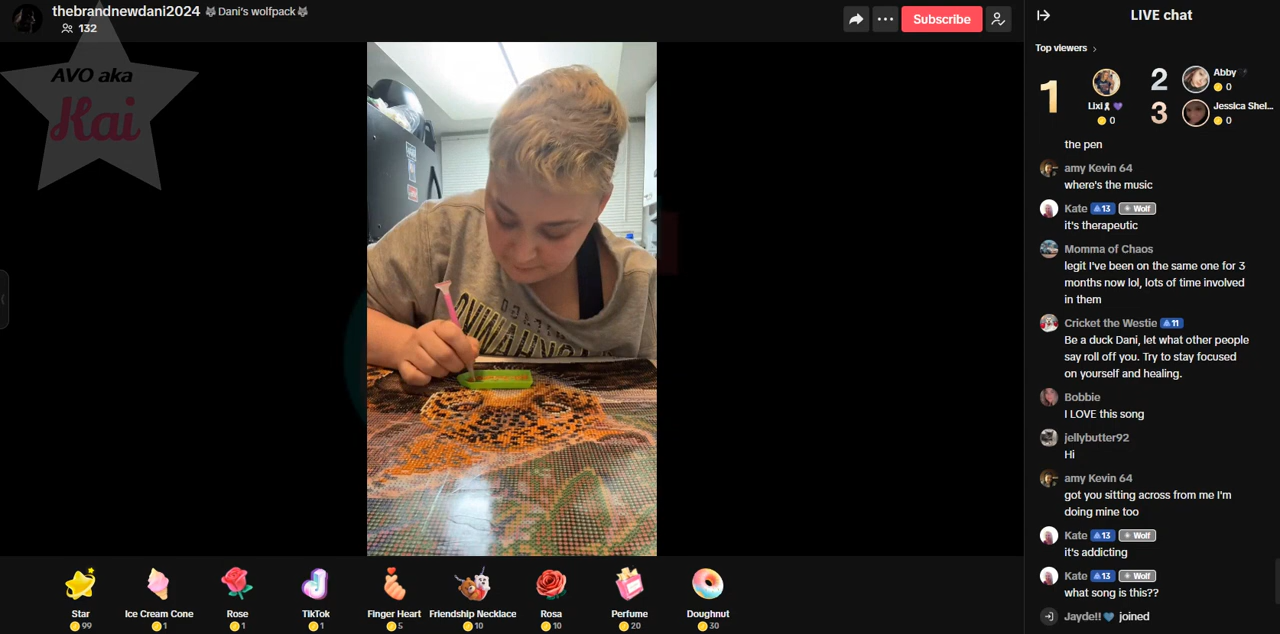 thebrandnewdani2024 🐺Dani's wolfpack🐺
132
Subscribe
AVO aka
Kai
LIVE chat
Top viewers >
1
Lixi🎗💜
0
2
Abby
0
3
Jessica Shel...
0
the pen
amy Kevin 64
where's the music
Kate 13 Wolf
it's therapeutic
Momma of Chaos
legit I've been on the same one for 3
months now lol, lots of time involved
in them
Cricket the Westie 11
Be a duck Dani, let what other people
say roll off you. Try to stay focused
on yourself and healing.
Bobbie
I LOVE this song
jellybutter92
Hi
amy Kevin 64
got you sitting across from me I'm
doing mine too
Kate 13 Wolf
it's addicting
Kate 13 Wolf
what song is this??
Jayde!!💙 joined
Star
99
Ice Cream Cone
1
Rose
1
TikTok
1
Finger Heart
5
Friendship Necklace
10
Rosa
10
Perfume
20
Doughnut
30